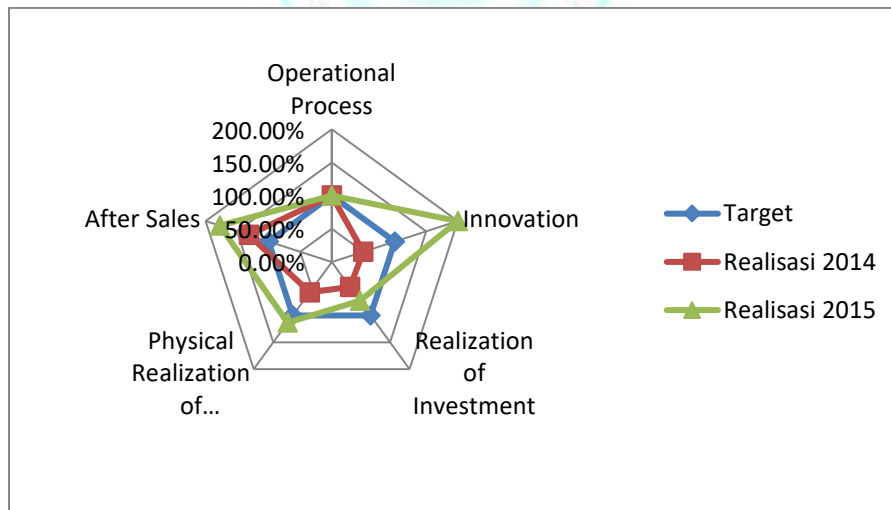 Operational
Process
200.00%
150.00%
100.00%
50.00%
0.00%
After Sales
Innovation
Physical
Realization
of...
Realization
of
Investment
Target
Realisasi 2014
Realisasi 2015